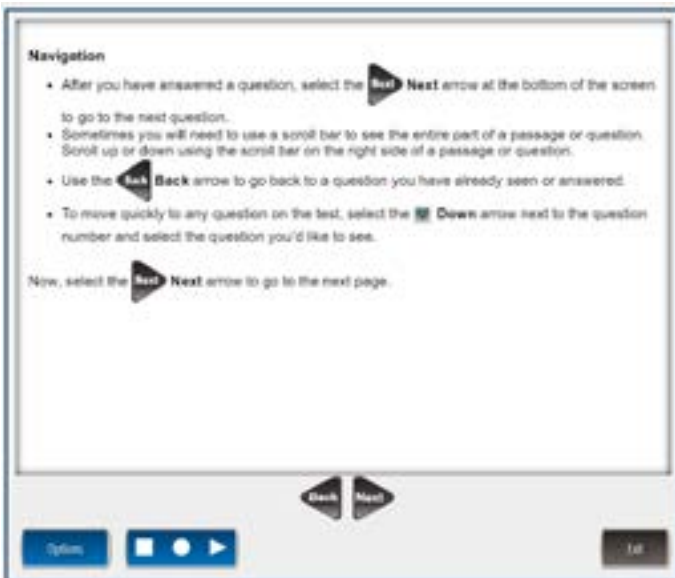 Navigation
• After you have answered a question, select the Next Next arrow at the bottom of the screen
to go to the next question.
• Sometimes you will need to use a scroll bar to see the entire part of a passage or question.
Scroll up or down using the scroll bar on the right side of a passage or question.
• Use the Back Back arrow to go back to a question you have already seen or answered.
• To move quickly to any question on the test, select the Down arrow next to the question
number and select the question you'd like to see.
Now, select the Next Next arrow to go to the next page.
Back Next
Options Exit